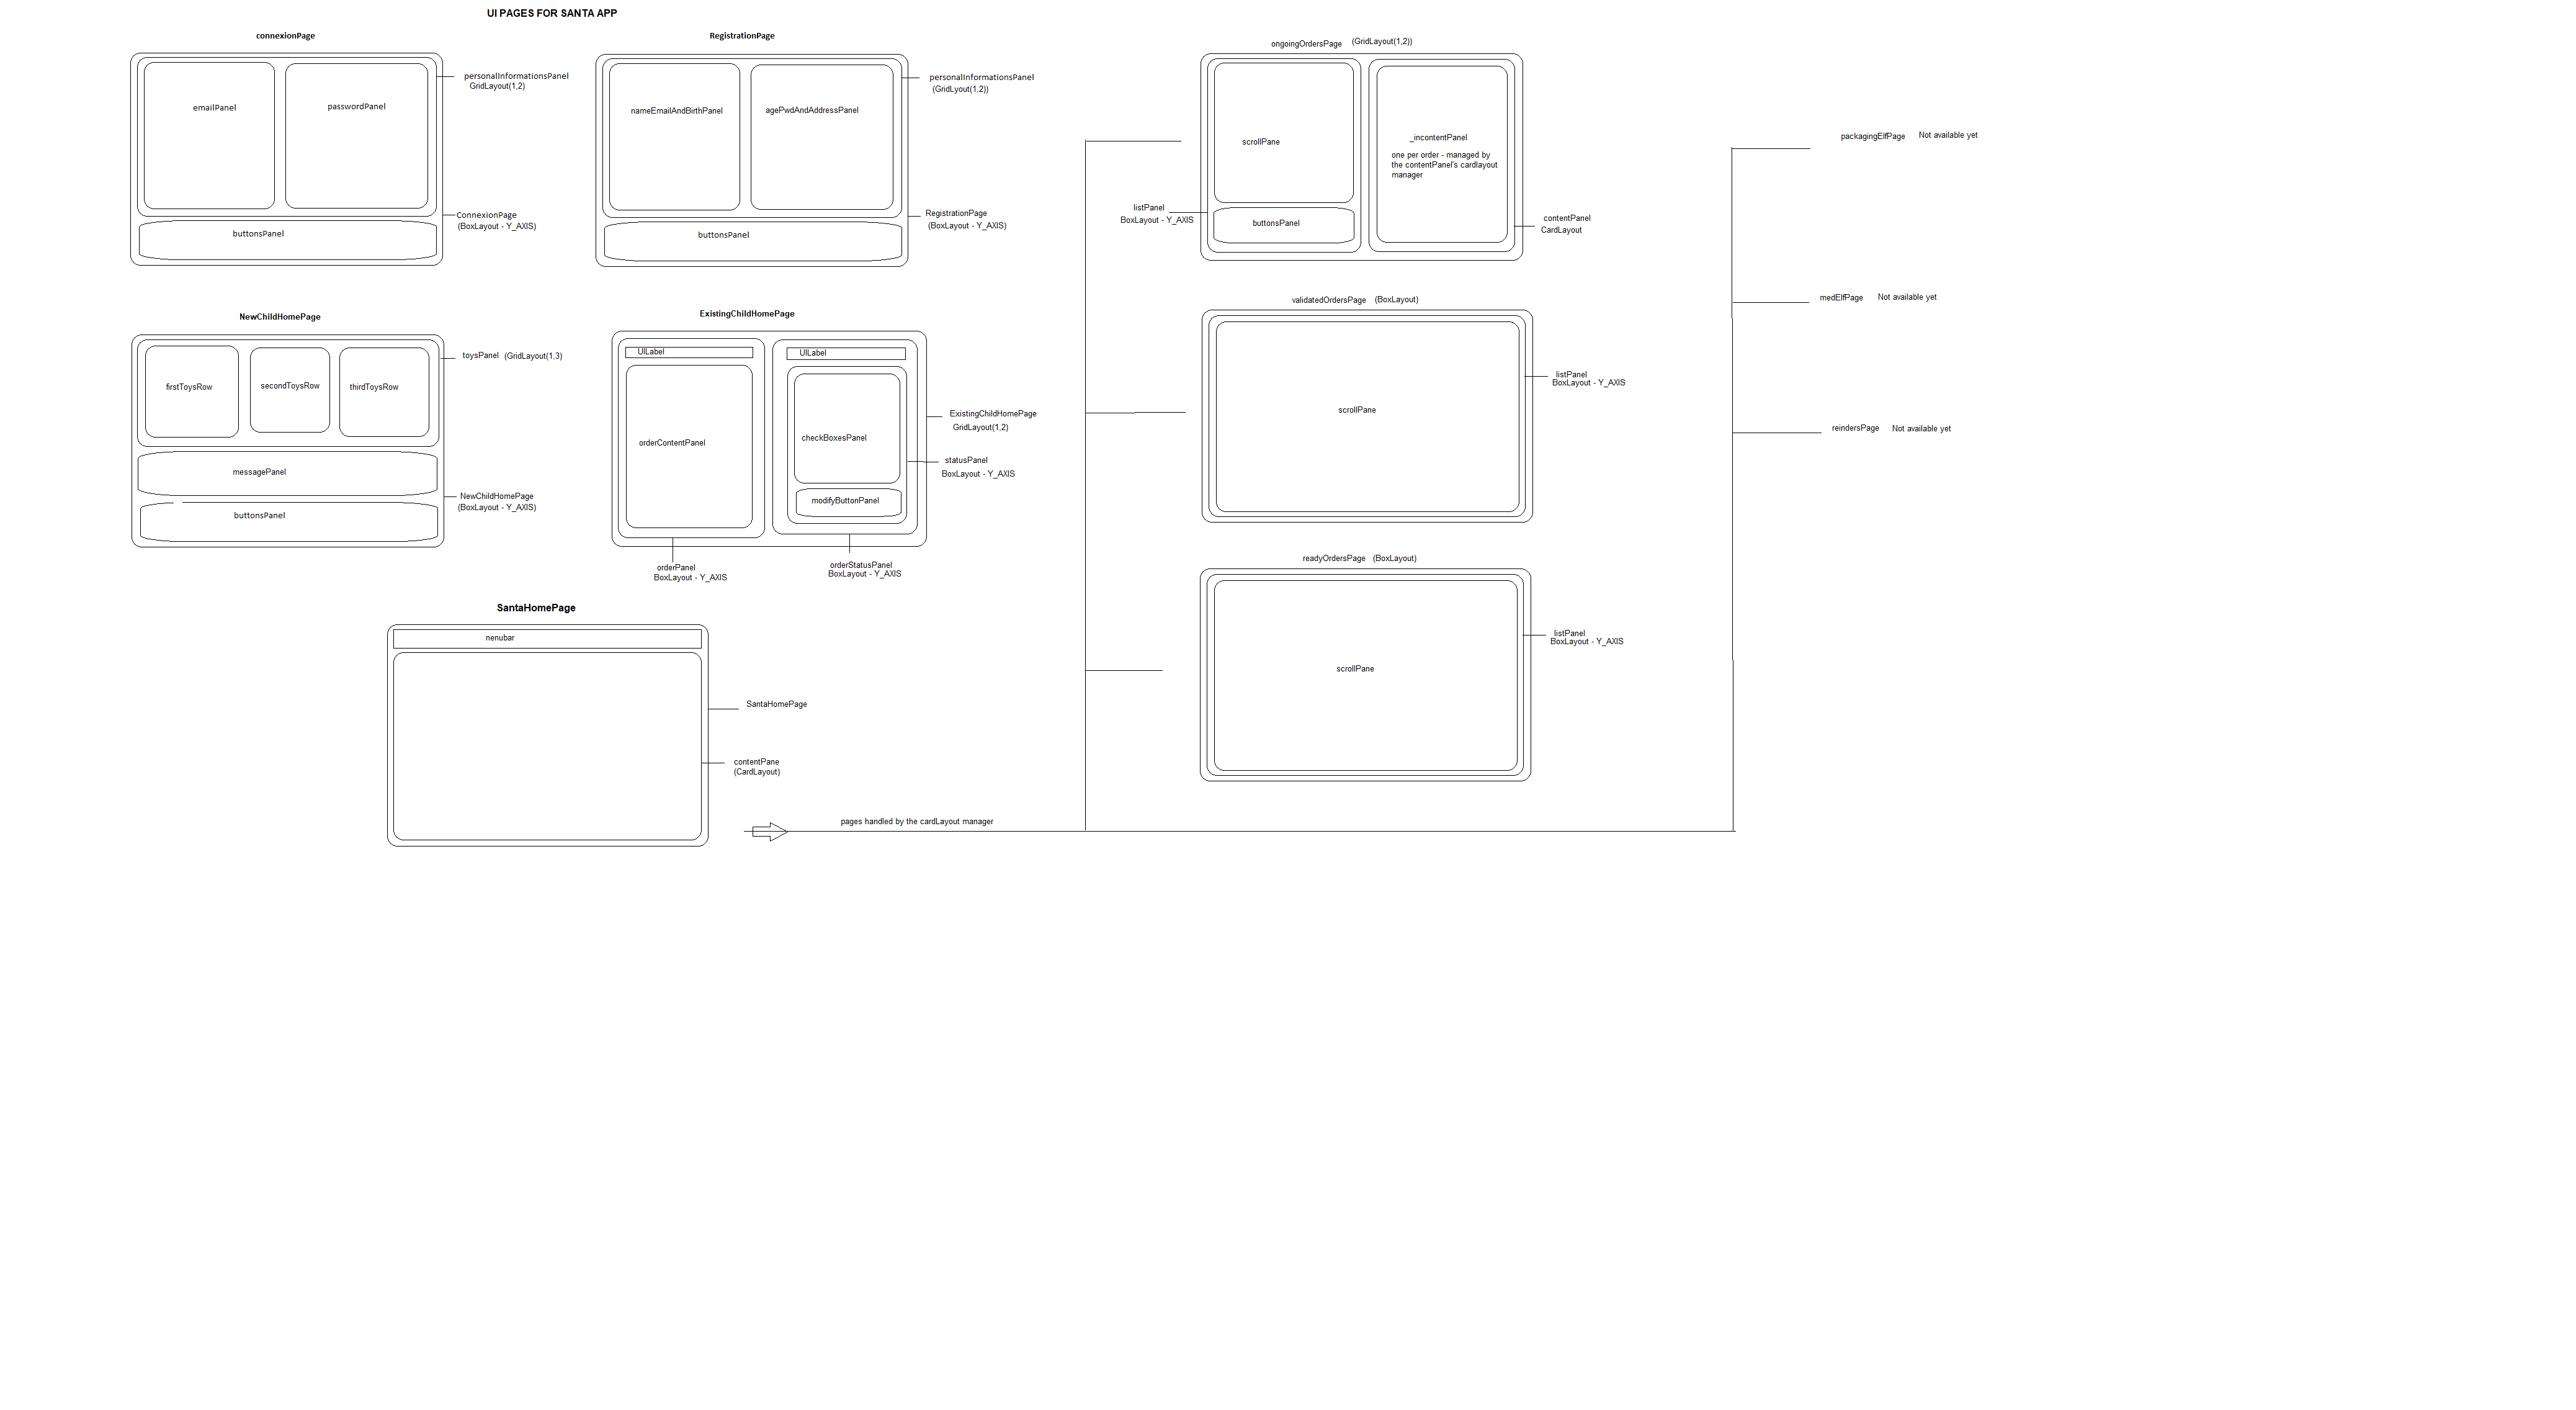 UI PAGES FOR SANTA APP
connexionPage
emailPanel
passwordPanel
personalInformationsPanel
GridLayout(1,2)
buttonsPanel
ConnexionPage
(BoxLayout - Y_AXIS)
RegistrationPage
nameEmailAndBirthPanel
agePwdAndAddressPanel
personalInformationsPanel
(GridLyout(1,2))
buttonsPanel
RegistrationPage
(BoxLayout - Y_AXIS)
NewChildHomePage
firstToysRow
secondToysRow
thirdToysRow
toysPanel (GridLayout(1,3)
messagePanel
buttonsPanel
NewChildHomePage
(BoxLayout - Y_AXIS)
ExistingChildHomePage
UILabel
orderContentPanel
UILabel
checkBoxesPanel
modifyButtonPanel
ExistingChildHomePage
GridLayout(1,2)
statusPanel
BoxLayout - Y_AXIS
orderPanel
BoxLayout - Y_AXIS
orderStatusPanel
BoxLayout - Y_AXIS
SantaHomePage
nenubar
SantaHomePage
contentPane
(CardLayout)
pages handled by the cardLayout manager
ongoingOrdersPage (GridLayout(1,2))
scrollPane
buttonsPanel
listPanel
BoxLayout - Y_AXIS
_incontentPanel
one per order - managed by
the contentPanel's cardlayout
manager
contentPanel
CardLayout
validatedOrdersPage (BoxLayout)
scrollPane
listPanel
BoxLayout - Y_AXIS
readyOrdersPage (BoxLayout)
scrollPane
listPanel
BoxLayout - Y_AXIS
packagingElfPage Not available yet
medElfPage Not available yet
reindersPage Not available yet